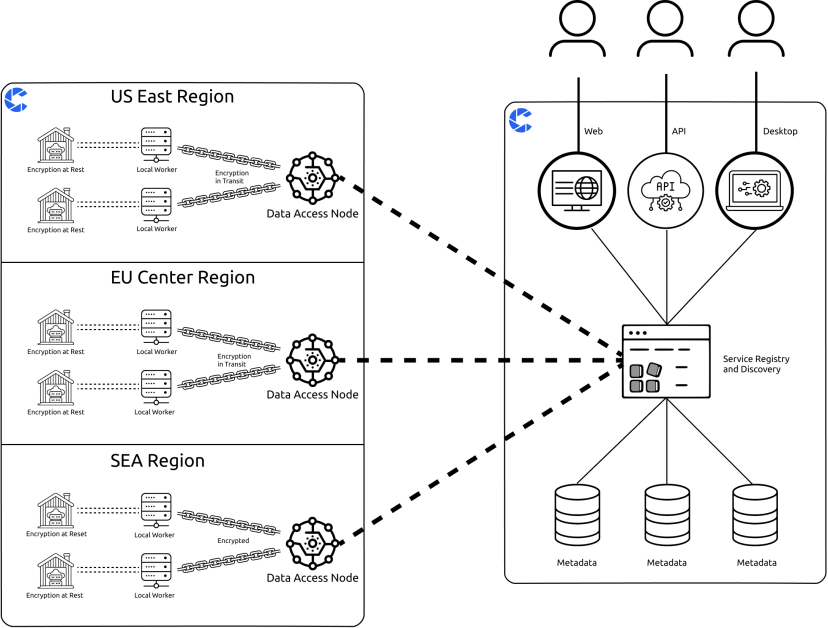 US East Region
Encryption at Rest
Local Worker
Encryption
in Transit
Data Access Node
Encryption at Rest
Local Worker
EU Center Region
Encryption at Rest
Local Worker
Encryption
in Transit
Data Access Node
Encryption at Rest
Local Worker
SEA Region
Encryption at Reset
Local Worker
Encrypted
Data Access Node
Encryption at Rest
Local Worker
Web
API
Desktop
API
Service Registry
and Discovery
Metadata
Metadata
Metadata